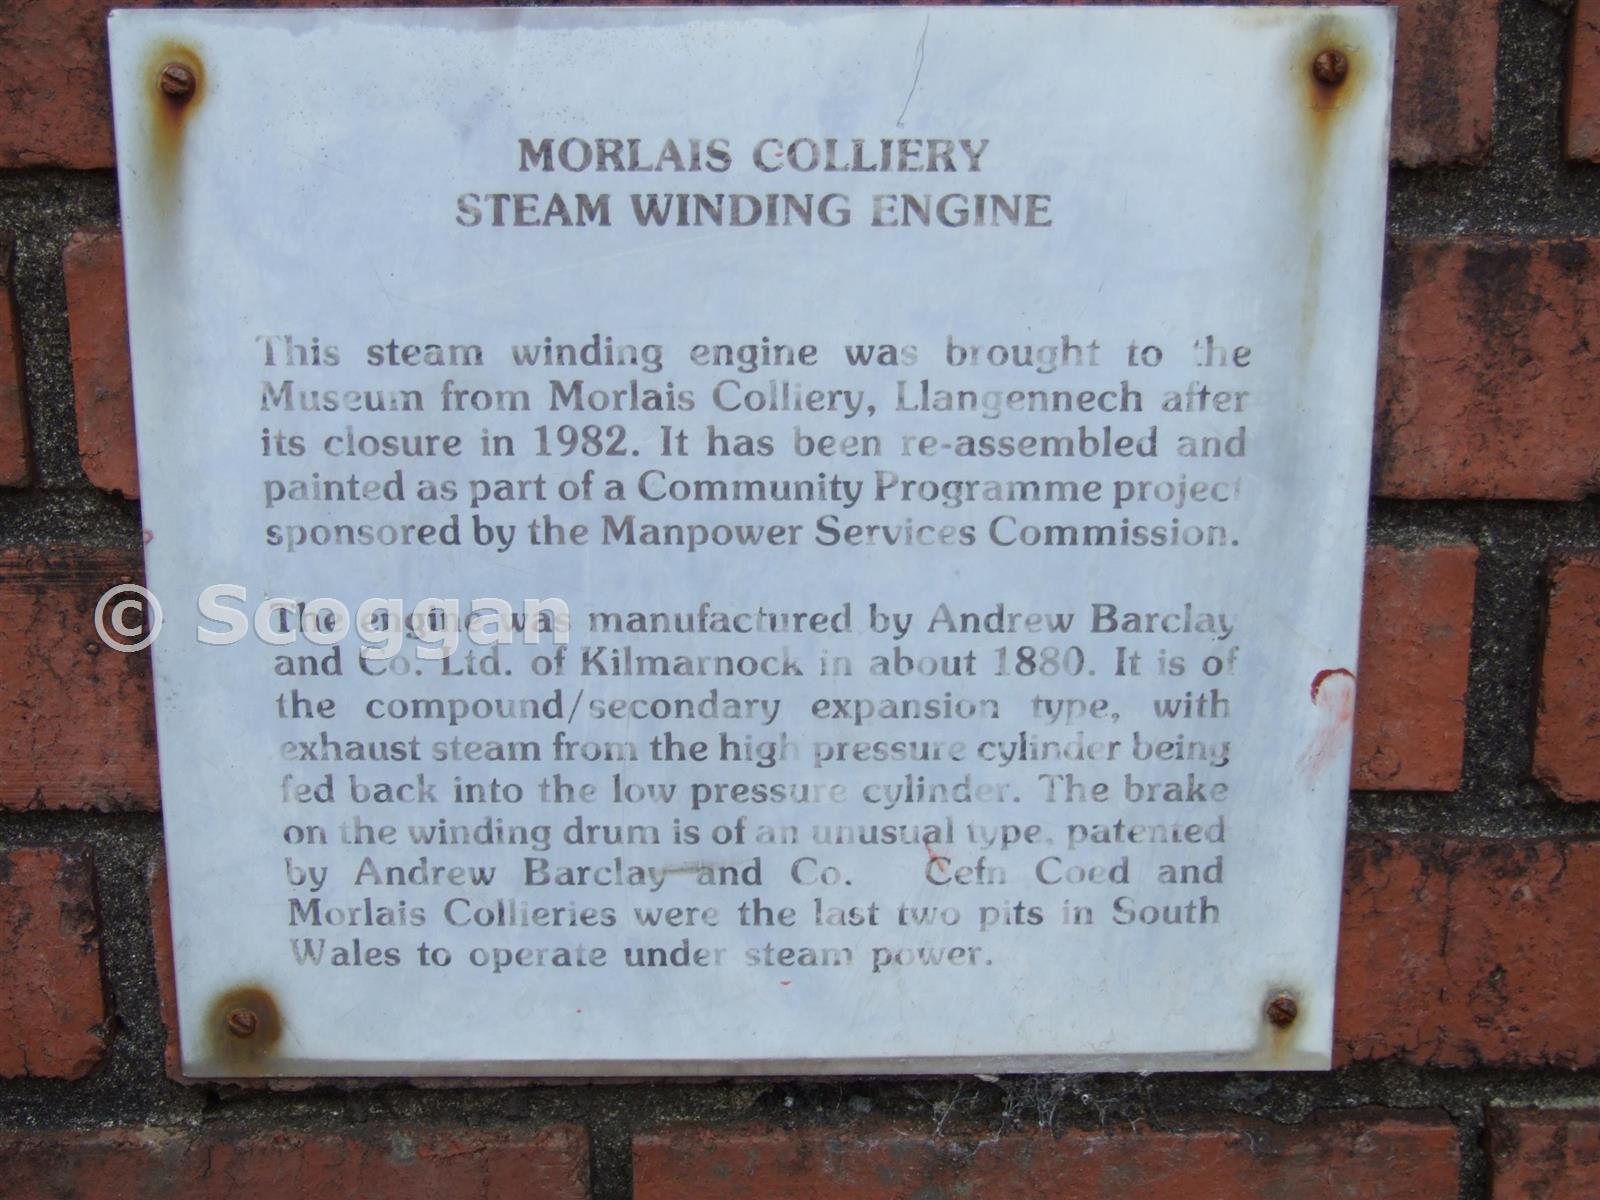 MORLAIS COLLIERY
STEAM WINDING ENGINE
This steam winding engine was brought to the
Museum from Morlais Colliery, Llangennech after
its closure in 1982. It has been re-assembled and
painted as part of a Community Programme project
sponsored by the Manpower Services Commission.
© Scoggan
The engine was manufactured by Andrew Barclay
and Co. Ltd. of Kilmarnock in about 1880. It is of
the compound/secondary expansion type, with
exhaust steam from the high pressure cylinder being
fed back into the low pressure cylinder. The brake
on the winding drum is of an unusual type, patented
by Andrew Barclay and Co. Cefn Coed and
Morlais Collieries were the last two pits in South
Wales to operate under steam power.